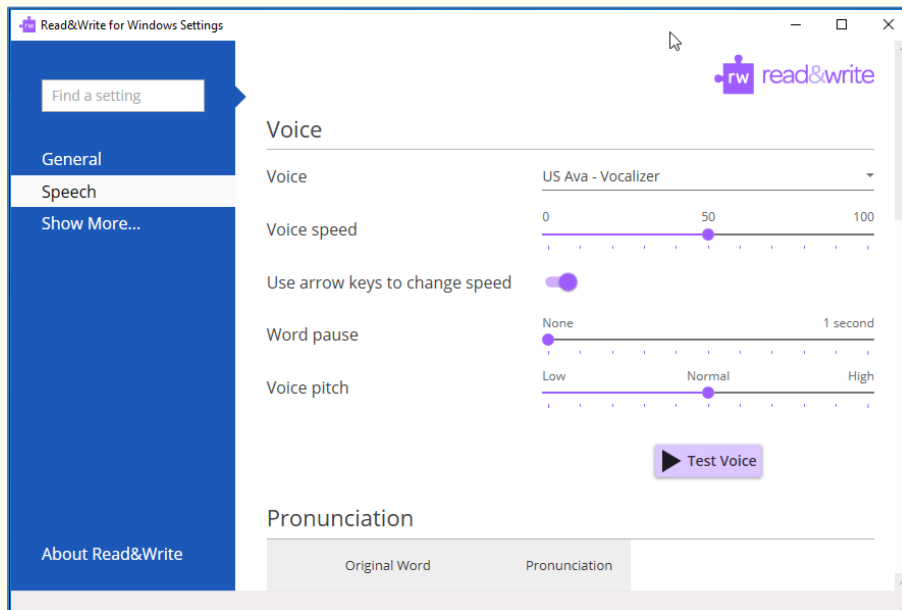 Read&Write for Windows Settings
rw read&write
Find a setting
General
Speech
Show More...
About Read&Write
Voice
Voice US Ava - Vocalizer
0 50 100
Voice speed
Use arrow keys to change speed
None 1 second
Word pause
Low Normal High
Voice pitch
Test Voice
Pronunciation
Original Word Pronunciation